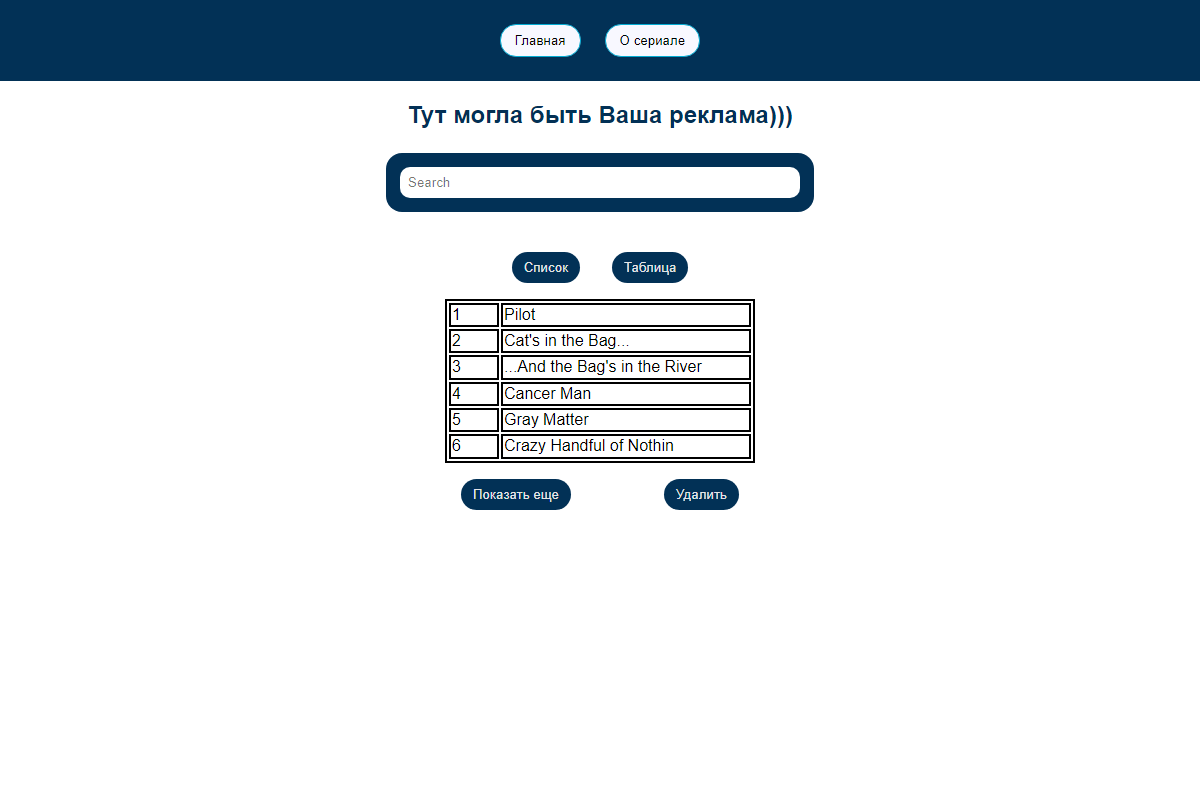 Главная О сериале
Тут могла быть Ваша реклама)))
Search
Список Таблица
1 Pilot
2 Cat's in the Bag...
3 ...And the Bag's in the River
4 Cancer Man
5 Gray Matter
6 Crazy Handful of Nothin
Показать еще Удалить